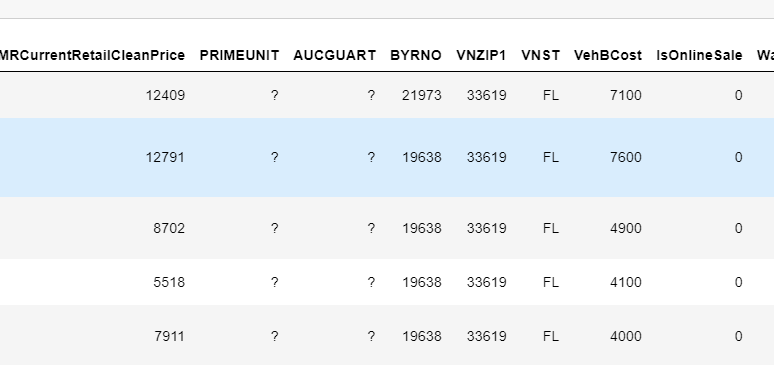 MRCurrentRetailCleanPrice PRIMEUNIT AUCGUART BYRNO VNZIP1 VNST VehBCost IsOnlineSale Wa
12409 ? ? 21973 33619 FL 7100 0
12791 ? ? 19638 33619 FL 7600 0
8702 ? ? 19638 33619 FL 4900 0
5518 ? ? 19638 33619 FL 4100 0
7911 ? ? 19638 33619 FL 4000 0